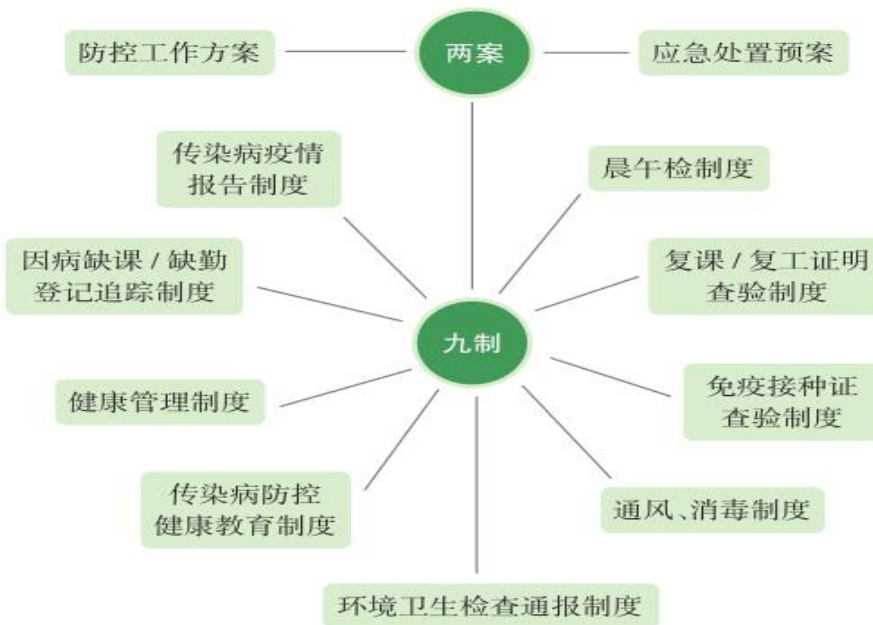 防控工作方案
两案
应急处置预案
传染病疫情
报告制度
晨午检制度
因病缺课 / 缺勤
登记追踪制度
复课 / 复工证明
查验制度
九制
健康管理制度
免疫接种证
查验制度
传染病防控
健康教育制度
通风、消毒制度
环境卫生检查通报制度